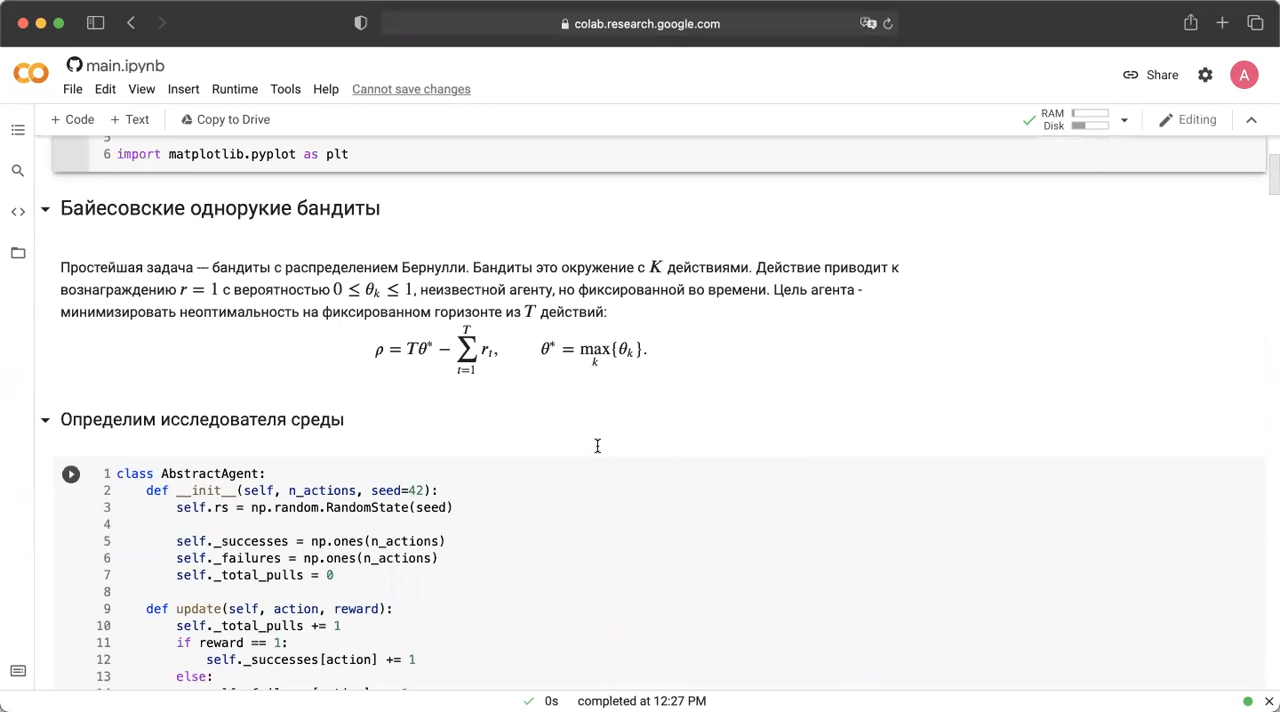 colab.research.google.com
main.ipynb
File Edit View Insert Runtime Tools Help Cannot save changes
Share
A
+ Code + Text Copy to Drive
RAM
Disk
Editing
5
6 import matplotlib.pyplot as plt
Байесовские однорукие бандиты
Простейшая задача --- бандиты с распределением Бернулли. Бандиты это окружение с K действиями. Действие приводит к
вознаграждению r = 1 с вероятностью 0 ≤ θ_k ≤ 1, неизвестной агенту, но фиксированной во времени. Цель агента -
минимизировать неоптимальность на фиксированном горизонте из T действий:
ρ = Tθ* − ∑_{t=1}^{T} r_t, θ* = max_k{θ_k}.
Определим исследователя среды
1 class AbstractAgent:
2     def __init__(self, n_actions, seed=42):
3         self.rs = np.random.RandomState(seed)
4
5         self._successes = np.ones(n_actions)
6         self._failures = np.ones(n_actions)
7         self._total_pulls = 0
8
9     def update(self, action, reward):
10         self._total_pulls += 1
11         if reward == 1:
12             self._successes[action] += 1
13         else:
0s completed at 12:27 PM